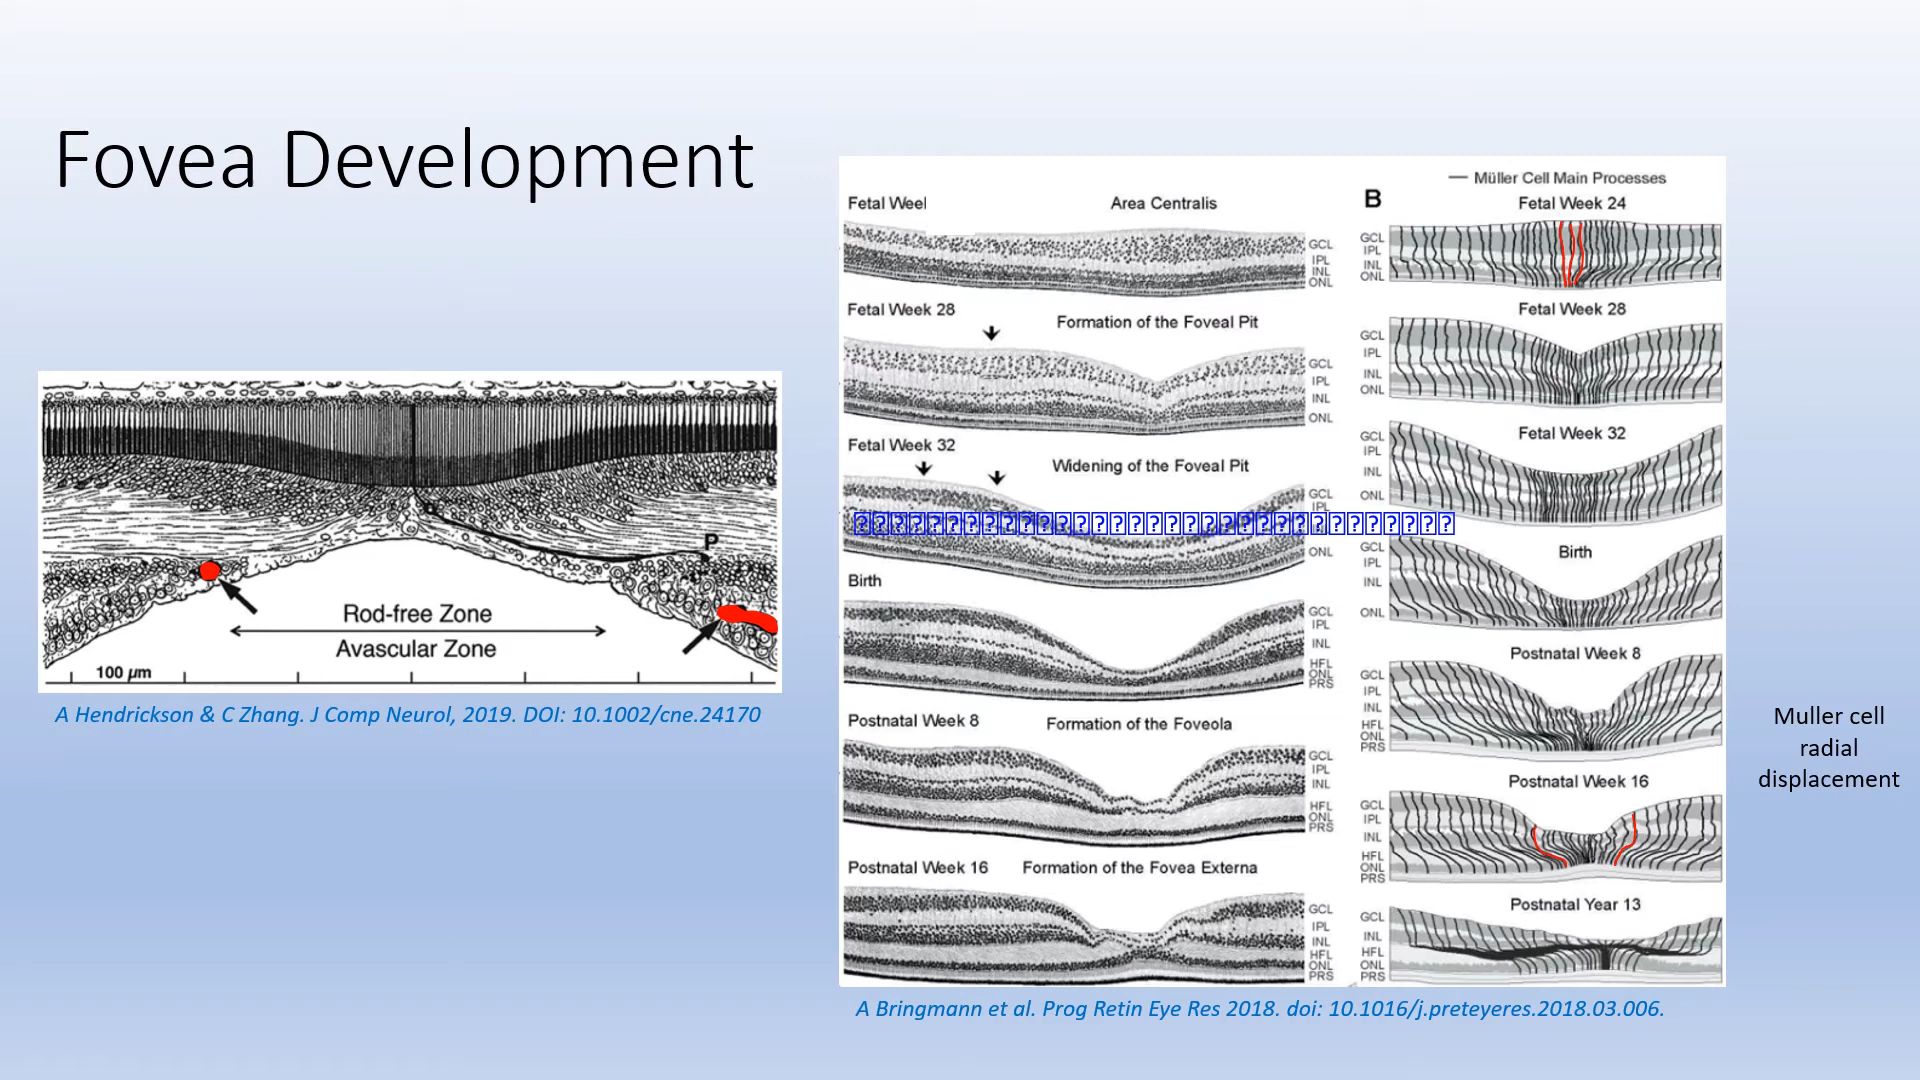 Fovea Development
P
Rod-free Zone
Avascular Zone
100 µm
A Hendrickson & C Zhang. J Comp Neurol, 2019. DOI: 10.1002/cne.24170
Fetal Week
Area Centralis
GCL
IPL
INL
ONL
Fetal Week 28
Formation of the Foveal Pit
GCL
IPL
INL
ONL
Fetal Week 32
Widening of the Foveal Pit
GCL
IPL
ONL
Birth
GCL
IPL
INL
HFL
ONL
PRS
Postnatal Week 8
Formation of the Foveola
GCL
IPL
INL
HFL
ONL
PRS
Postnatal Week 16
Formation of the Fovea Externa
GCL
IPL
INL
HFL
ONL
PRS
B
Müller Cell Main Processes
Fetal Week 24
GCL
IPL
INL
ONL
Fetal Week 28
GCL
IPL
INL
ONL
Fetal Week 32
GCL
IPL
INL
ONL
Birth
GCL
IPL
INL
ONL
Postnatal Week 8
GCL
IPL
INL
HFL
ONL
PRS
Postnatal Week 16
GCL
IPL
INL
HFL
ONL
PRS
Postnatal Year 13
GCL
INL
HFL
ONL
PRS
A Bringmann et al. Prog Retin Eye Res 2018. doi: 10.1016/j.preteyeres.2018.03.006.
Muller cell
radial
displacement